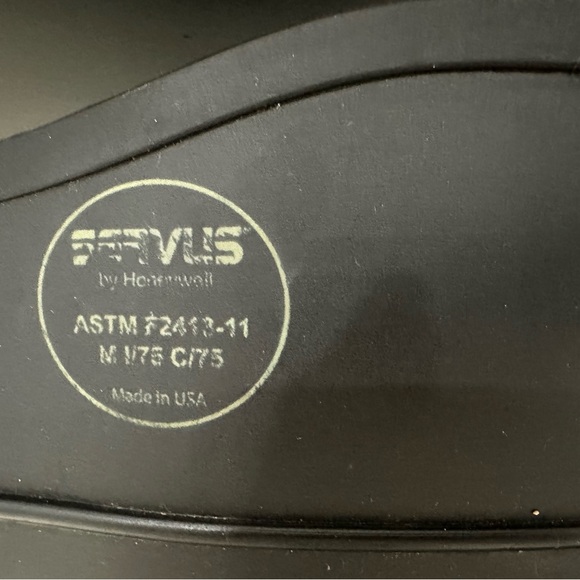 SERVUS®
by Honeywell
ASTM F2413-11
M I/75 C/75
Made in USA